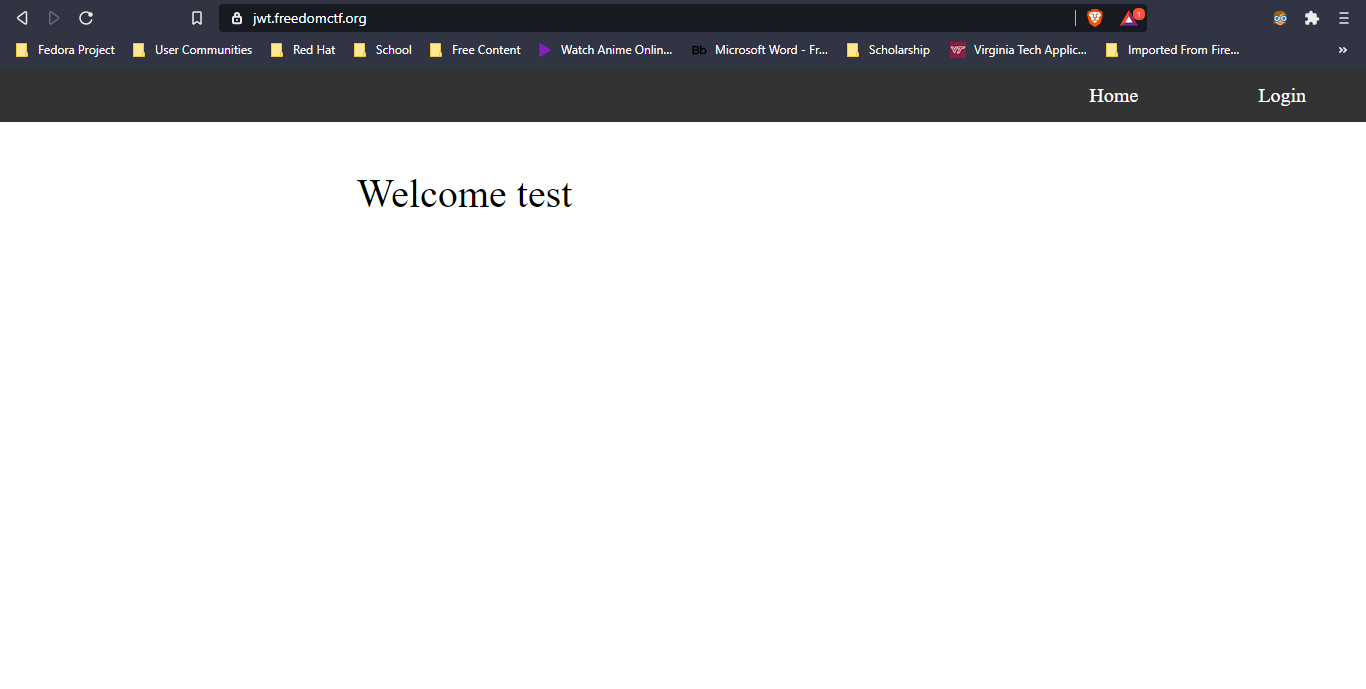 jwt.freedomctf.org
1
Fedora Project User Communities Red Hat School Free Content Watch Anime Onlin... Bb Microsoft Word - Fr... Scholarship VT Virginia Tech Applic... Imported From Fire... »
Home Login
Welcome test